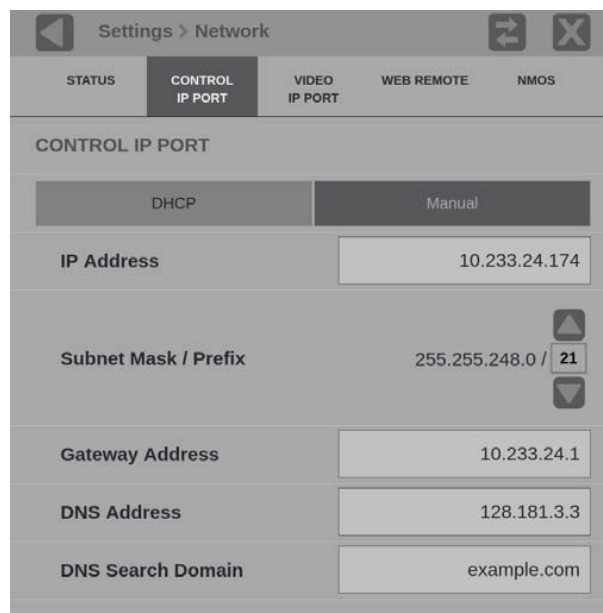 Settings > Network
STATUS
CONTROL
IP PORT
VIDEO
IP PORT
WEB REMOTE
NMOS
CONTROL IP PORT
DHCP
Manual
IP Address
10.233.24.174
Subnet Mask / Prefix
255.255.248.0 / 21
Gateway Address
10.233.24.1
DNS Address
128.181.3.3
DNS Search Domain
example.com